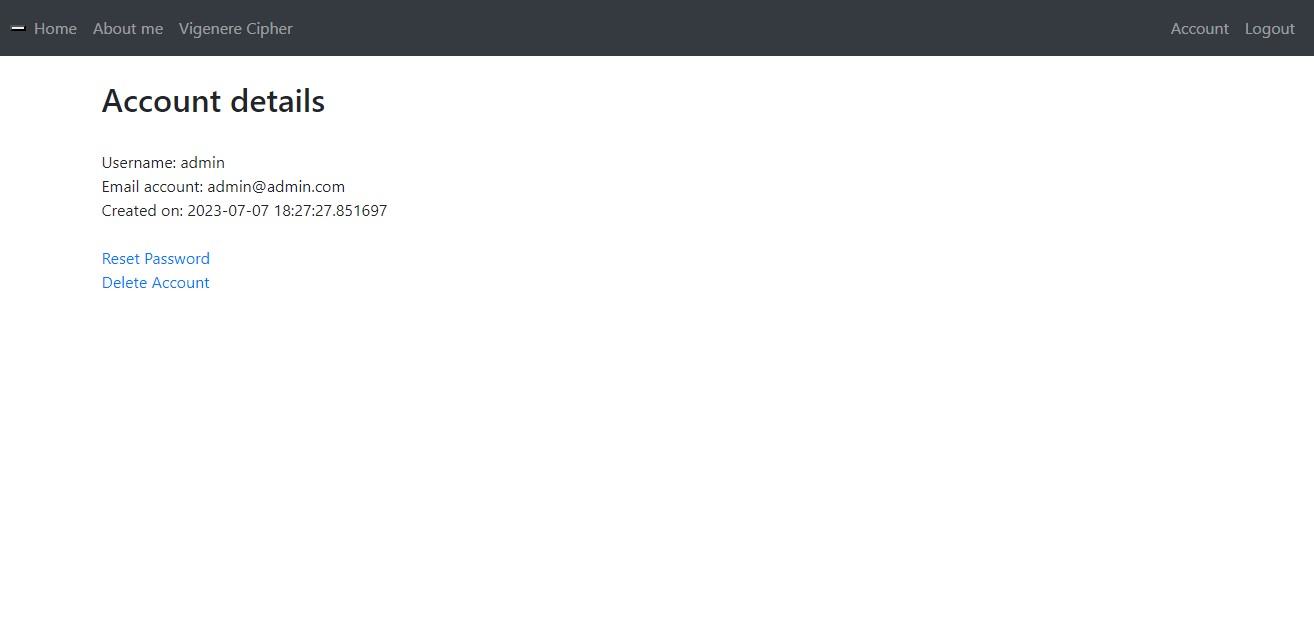 Home About me Vigenere Cipher Account Logout
Account details
Username: admin
Email account: admin@admin.com
Created on: 2023-07-07 18:27:27.851697
Reset Password
Delete Account